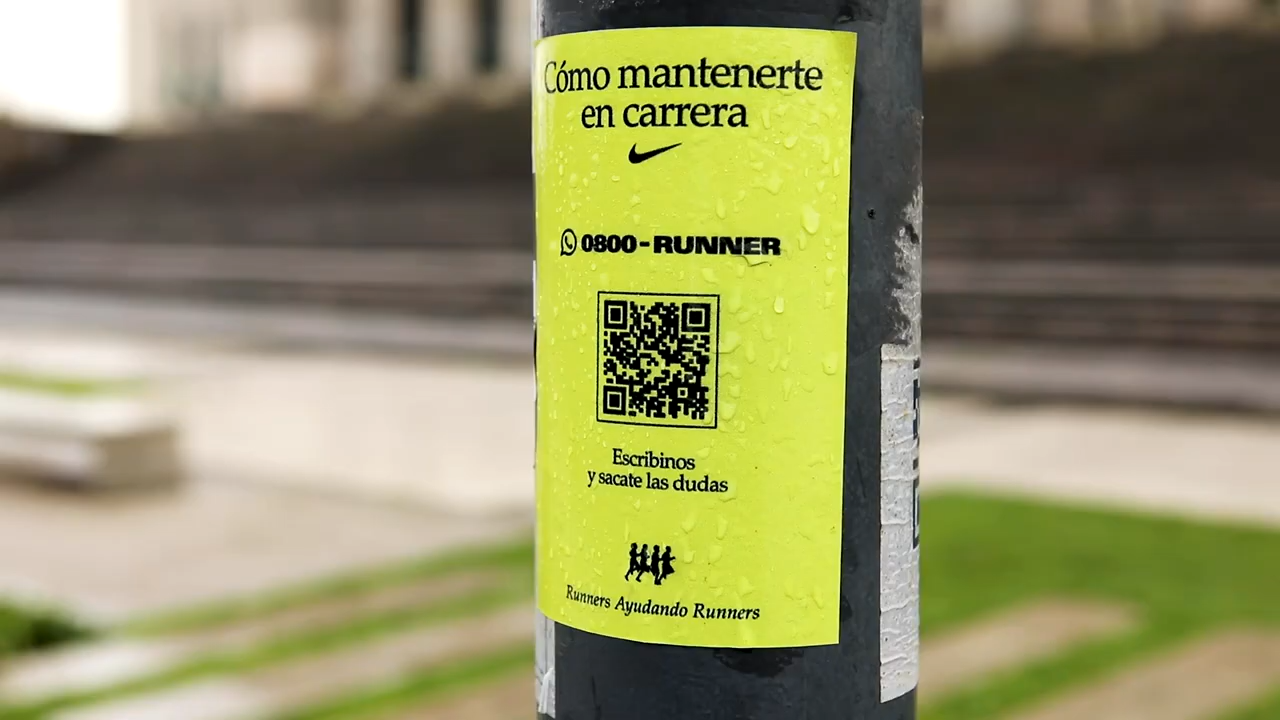 Cómo mantenerte
en carrera
0800-RUNNER
Escribinos
y sacate las dudas
Runners Ayudando Runners